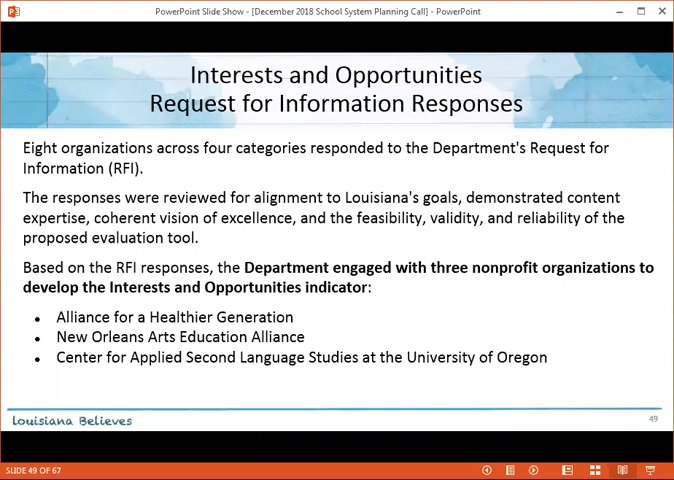 PowerPoint Slide Show - [December 2018 School System Planning Call] - PowerPoint
Interests and Opportunities
Request for Information Responses
Eight organizations across four categories responded to the Department's Request for
Information (RFI).
The responses were reviewed for alignment to Louisiana's goals, demonstrated content
expertise, coherent vision of excellence, and the feasibility, validity, and reliability of the
proposed evaluation tool.
Based on the RFI responses, the Department engaged with three nonprofit organizations to
develop the Interests and Opportunities indicator:
• Alliance for a Healthier Generation
• New Orleans Arts Education Alliance
• Center for Applied Second Language Studies at the University of Oregon
Louisiana Believes
49
SLIDE 49 OF 67